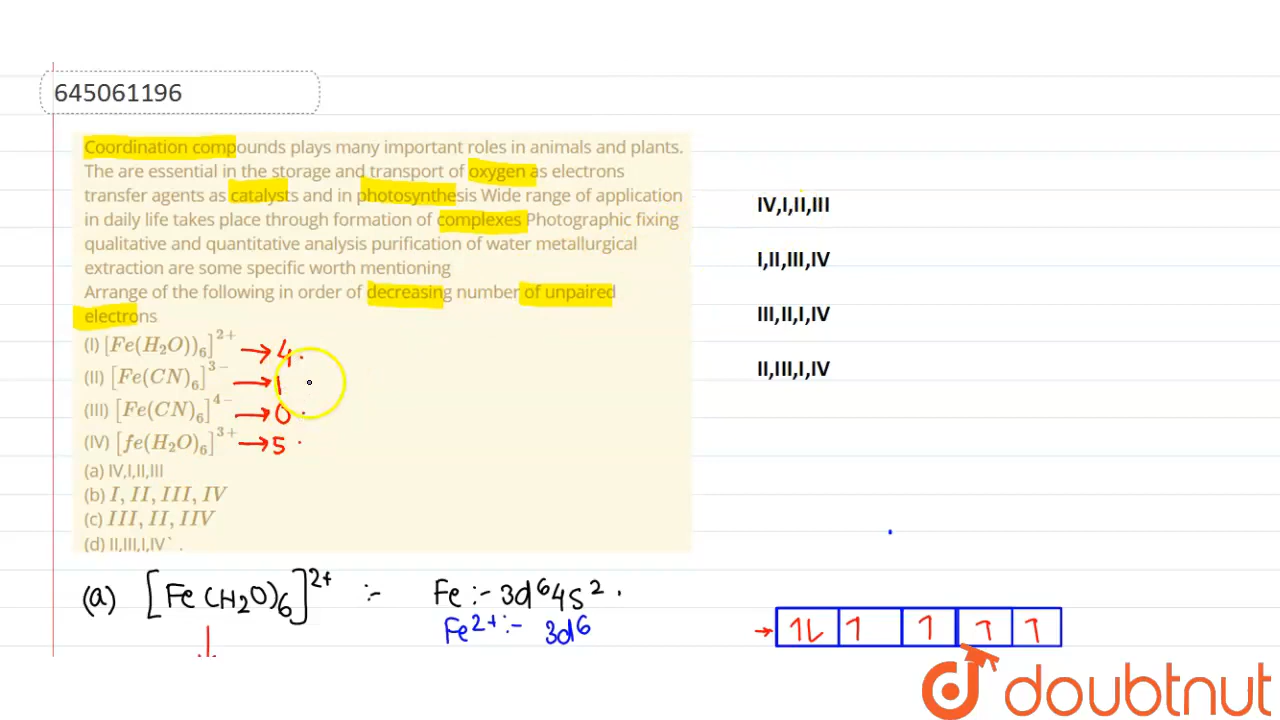 645061196
Coordination compounds plays many important roles in animals and plants.
The are essential in the storage and transport of oxygen as electrons
transfer agents as catalysts and in photosynthesis Wide range of application
in daily life takes place through formation of complexes Photographic fixing
qualitative and quantitative analysis purification of water metallurgical
extraction are some specific worth mentioning
Arrange of the following in order of decreasing number of unpaired
electrons
(I) [Fe(H₂O))₆]²⁺ → 4.
(II) [Fe(CN)₆]³⁻ → 1
(III) [Fe(CN)₆]⁴⁻ → 0.
(IV) [fe(H₂O)₆]³⁺ → 5.
(a) IV,I,II,III
(b) I, II, III, IV
(c) III, II, IIV
(d) II,III,I,IV` .
IV,I,II,III
I,II,III,IV
III,II,I,IV
II,III,I,IV
(a) [Fe(H₂O)₆]²⁺ :- Fe :- 3d⁶4s².
Fe²⁺ :- 3d⁶
→ 1L 1 1 1 1
doubtnut